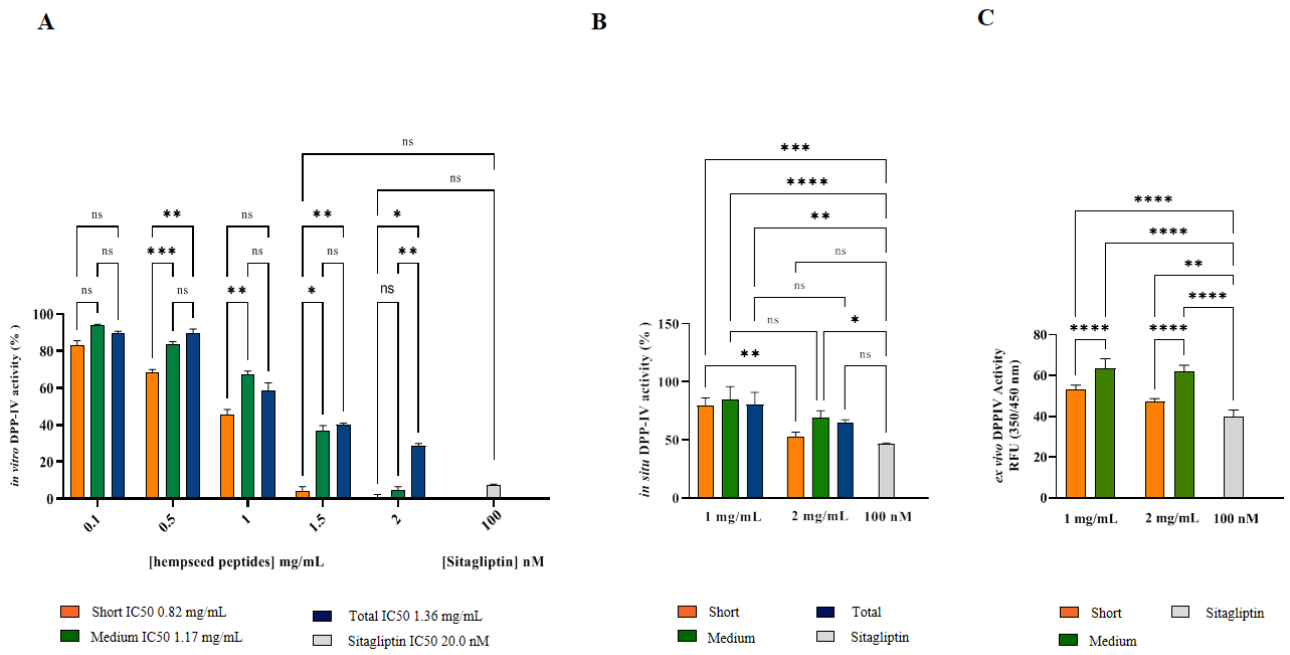 A
B
C
ns
ns
ns
** 
ns
** 
*
ns
***
ns
** 
ns
*
ns
** 
ns
ns
100
80
60
40
20
0
in vitro DPP-IV activity (%)
0.1
0.5
1
1.5
2
100
[hempseed peptides] mg/mL
[Sitagliptin] nM
Short IC50 0.82 mg/mL
Medium IC50 1.17 mg/mL
Total IC50 1.36 mg/mL
Sitagliptin IC50 20.0 nM
***
****
**
ns
ns
ns
*
**
ns
150
100
50
0
in situ DPP-IV activity (% )
1 mg/mL
2 mg/mL
100 nM
Short
Medium
Total
Sitagliptin
****
****
**
****
****
****
80
60
40
20
0
ex vivo DPPIV Activity
RFU (350/450 nm)
1 mg/mL
2 mg/mL
100 nM
Short
Medium
Sitagliptin